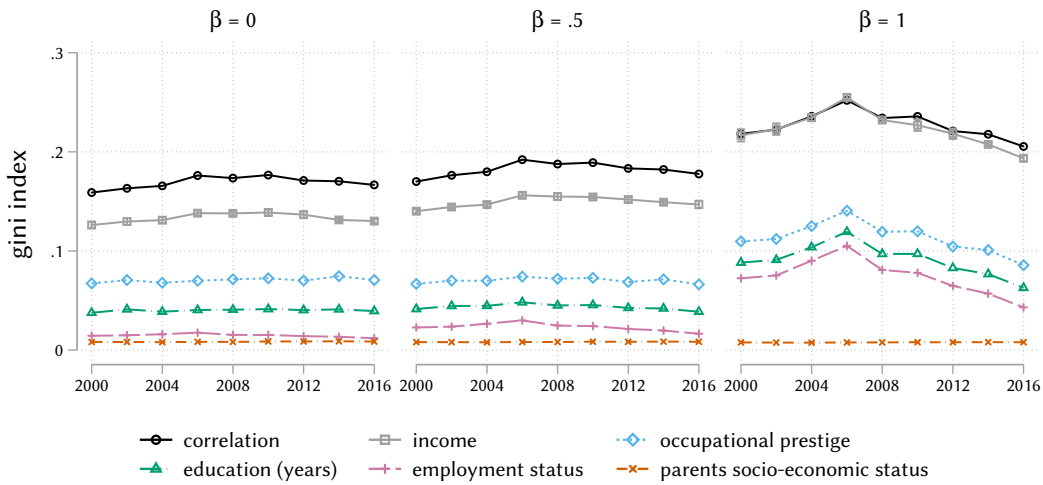 β = 0 β = .5 β = 1
gini index
.3
.2
.1
0
2000 2004 2008 2012 2016 2000 2004 2008 2012 2016 2000 2004 2008 2012 2016
correlation income occupational prestige
education (years) employment status parents socio-economic status